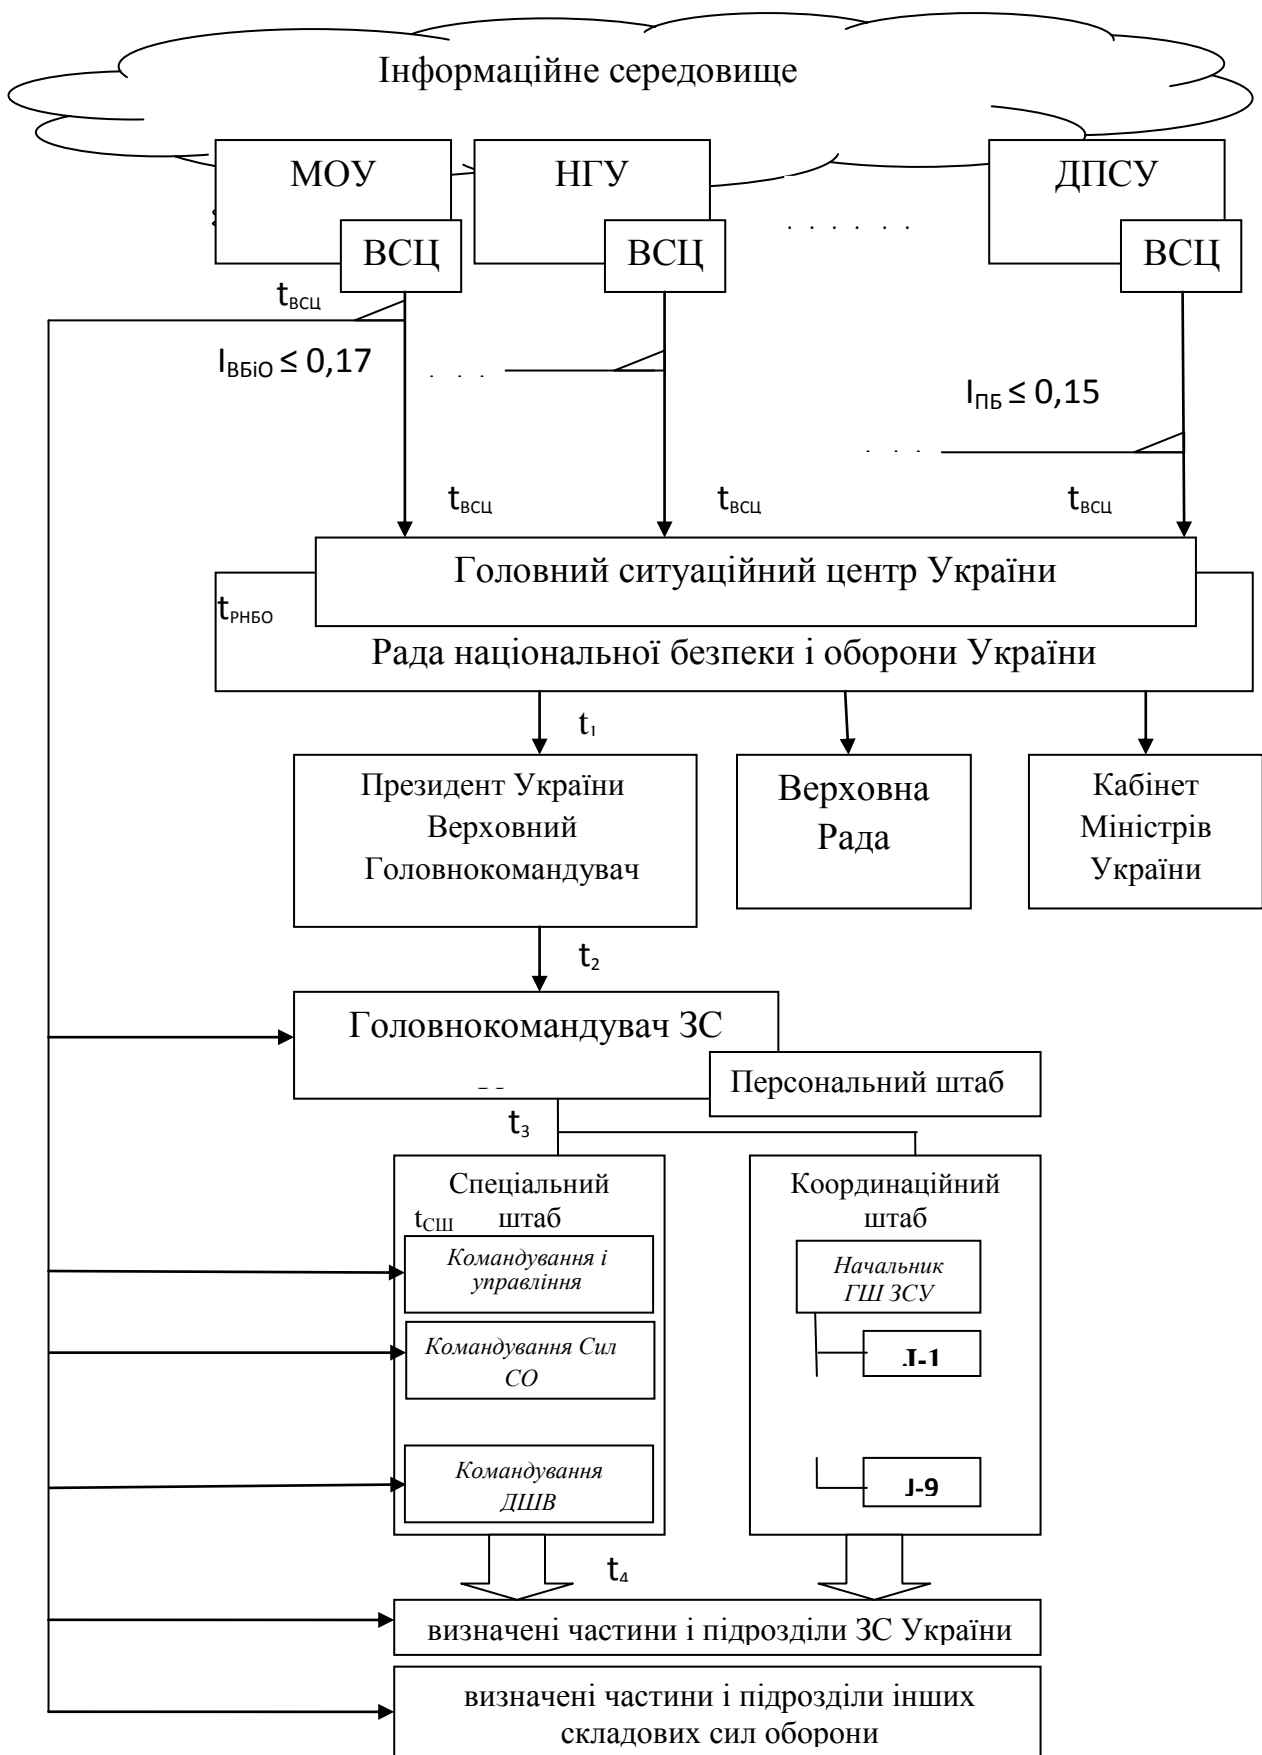 Інформаційне середовище
МОУ
НГУ
ДПСУ
. . . . . .
ВСЦ
ВСЦ
ВСЦ
tВСЦ
IВБіО ≤ 0,17
. . .
IПБ ≤ 0,15
. . .
tВСЦ
tВСЦ
tВСЦ
Головний ситуаційний центр України
tРНБО
Рада національної безпеки і оборони України
t1
Президент України
Верховний
Головнокомандувач
Верховна
Рада
Кабінет
Міністрів
України
t2
Головнокомандувач ЗС
Персональний штаб
t3
Спеціальний
штаб
tСШ
Координаційний
штаб
Командування і
управління
Начальник
ГШ ЗСУ
Командування Сил
СО
J-1
Командування
ДШВ
J-9
t4
визначені частини і підрозділи ЗС України
визначені частини і підрозділи інших
складових сил оборони